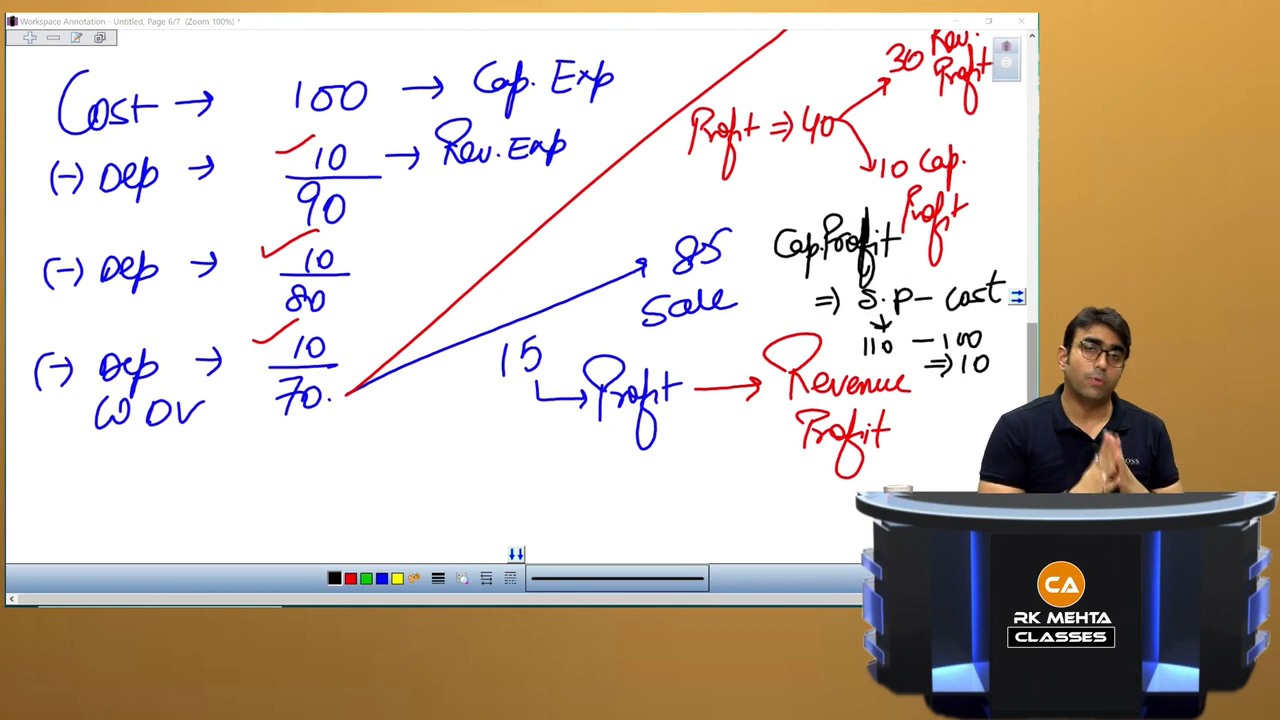 Workspace Annotation - Untitled, Page 6/7 (Zoom 100%) *
Cost → 100 → Cap. Exp
(-) Dep → 10 → Rev. Exp
90
(-) Dep → 10
80
(-) Dep → 10
WDV 70.
85
Sale
15
Profit → Revenue
Profit
Profit ⇒ 40
30 Rev.
Profit
10 Cap.
Profit
Cap. Profit
⇒ S.P - Cost
110 - 100
⇒ 10
BOSS
CA
RK MEHTA
CLASSES